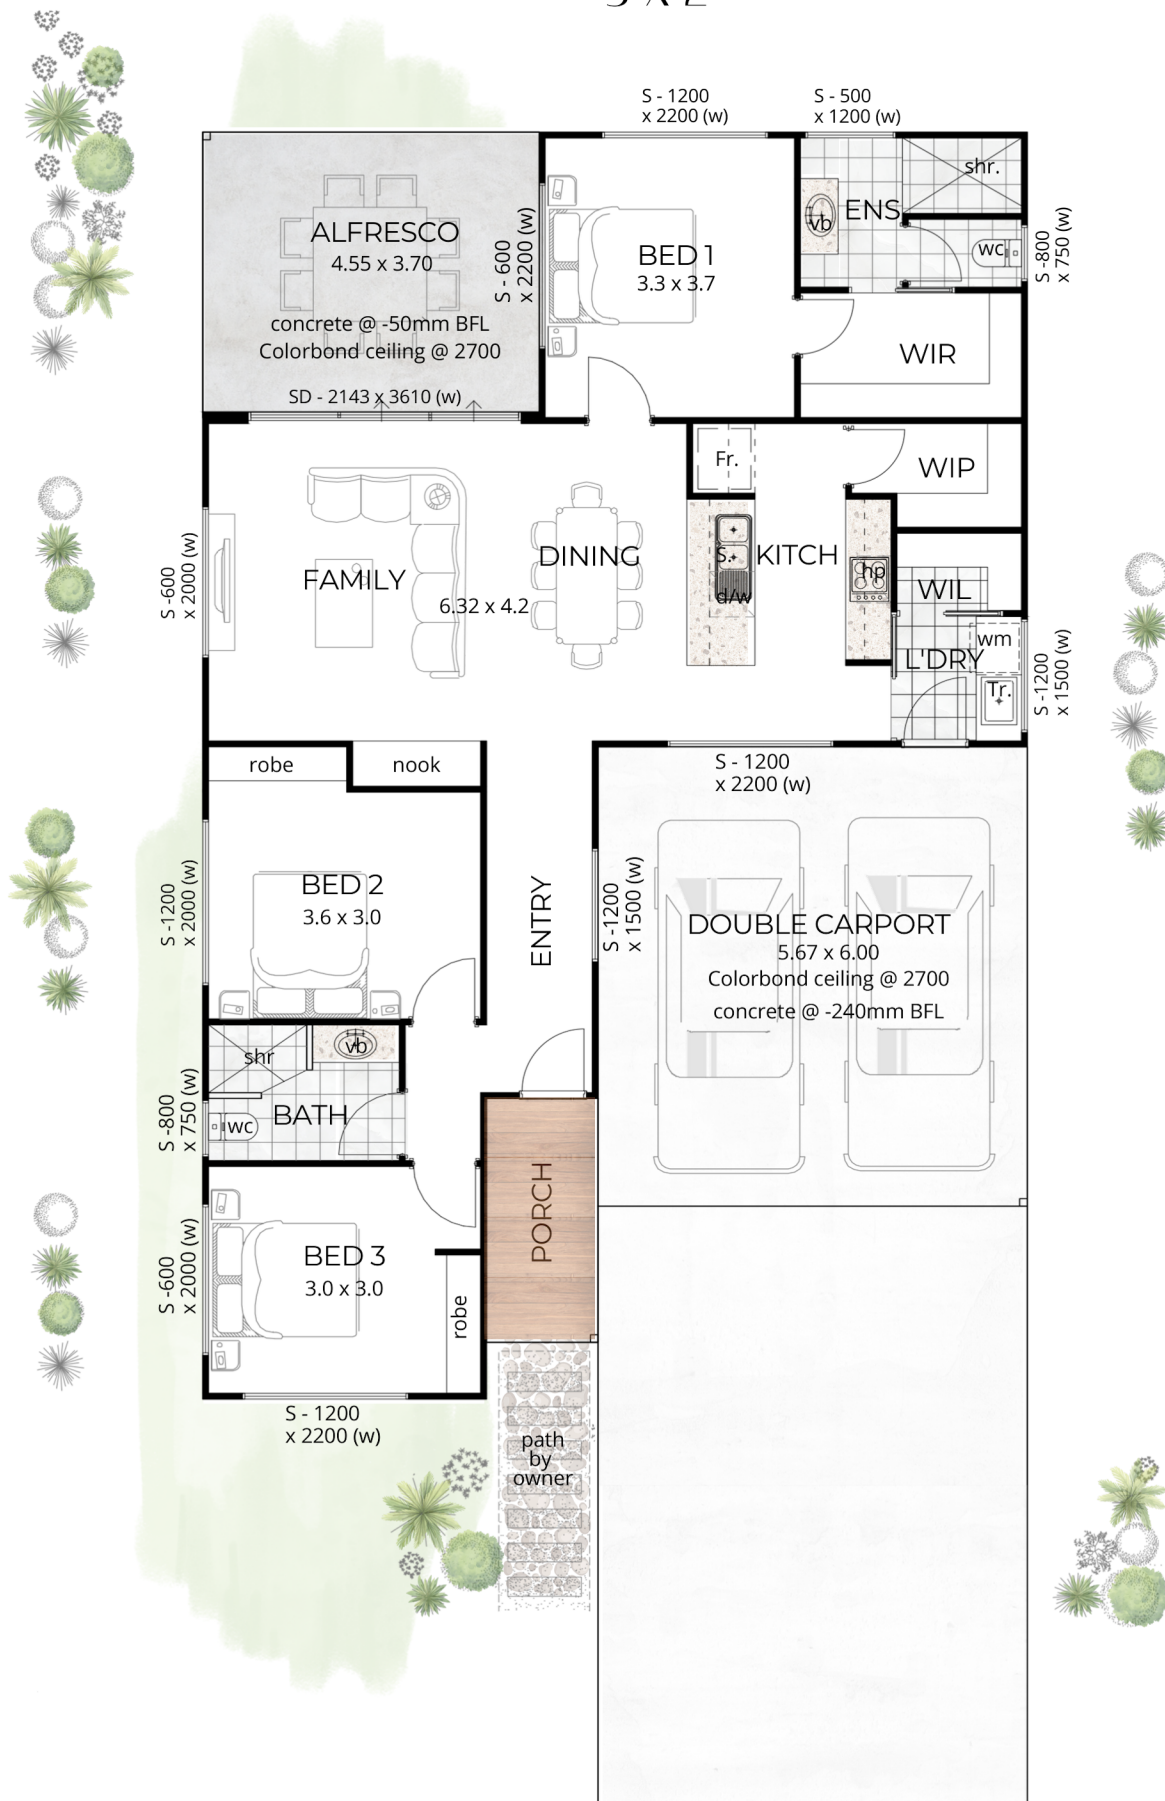 S - 1200
x 2200 (w)
S - 500
x 1200 (w)
shr.
ENS
vb
wc
S -800
x 750 (w)
ALFRESCO
4.55 x 3.70
concrete @ -50mm BFL
Colorbond ceiling @ 2700
SD - 2143 x 3610 (w)
S - 600
x 2200 (w)
BED 1
3.3 x 3.7
WIR
Fr.
WIP
S -600
x 2000 (w)
FAMILY
6.32 x 4.2
DINING
S.
d/w
KITCH
hp
WIL
wm
L'DRY
Tr.
S -1200
x 1500 (w)
robe
nook
S - 1200
x 2200 (w)
S -1200
x 2000 (w)
BED 2
3.6 x 3.0
ENTRY
S -1200
x 1500 (w)
DOUBLE CARPORT
5.67 x 6.00
Colorbond ceiling @ 2700
concrete @ -240mm BFL
shr
vb
S -800
x 750 (w)
wc
BATH
PORCH
S -600
x 2000 (w)
BED 3
3.0 x 3.0
robe
S - 1200
x 2200 (w)
path
by
owner